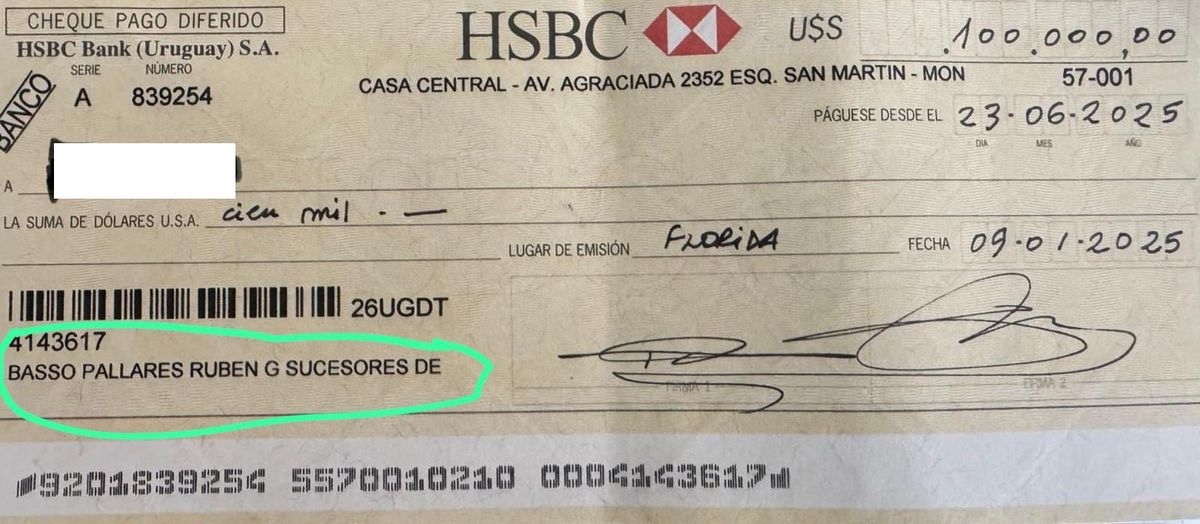 CHEQUE PAGO DIFERIDO
HSBC Bank (Uruguay) S.A.
SERIE NÚMERO
A 839254
BANCO
HSBC
U$S .100.000,00
CASA CENTRAL - AV. AGRACIADA 2352 ESQ. SAN MARTIN - MON 57-001
PÁGUESE DESDE EL 23-06-2025
DIA MES AÑO
A
LA SUMA DE DÓLARES U.S.A. cien mil . —
LUGAR DE EMISIÓN FLORIDA FECHA 09-01-2025
26UGDT
4143617
BASSO PALLARES RUBEN G SUCESORES DE
FIRMA 1 FIRMA 2
9201839254 5570010210 0004143617